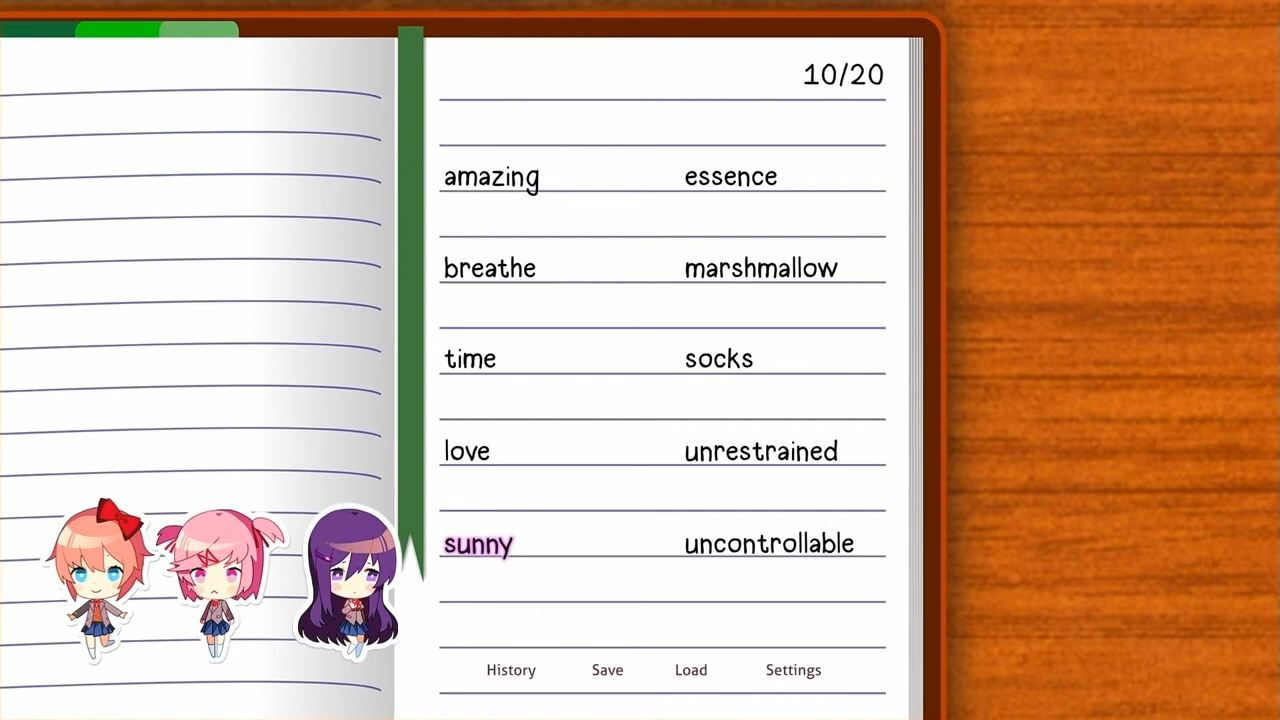 10/20
amazing essence
breathe marshmallow
time socks
love unrestrained
sunny uncontrollable
History Save Load Settings